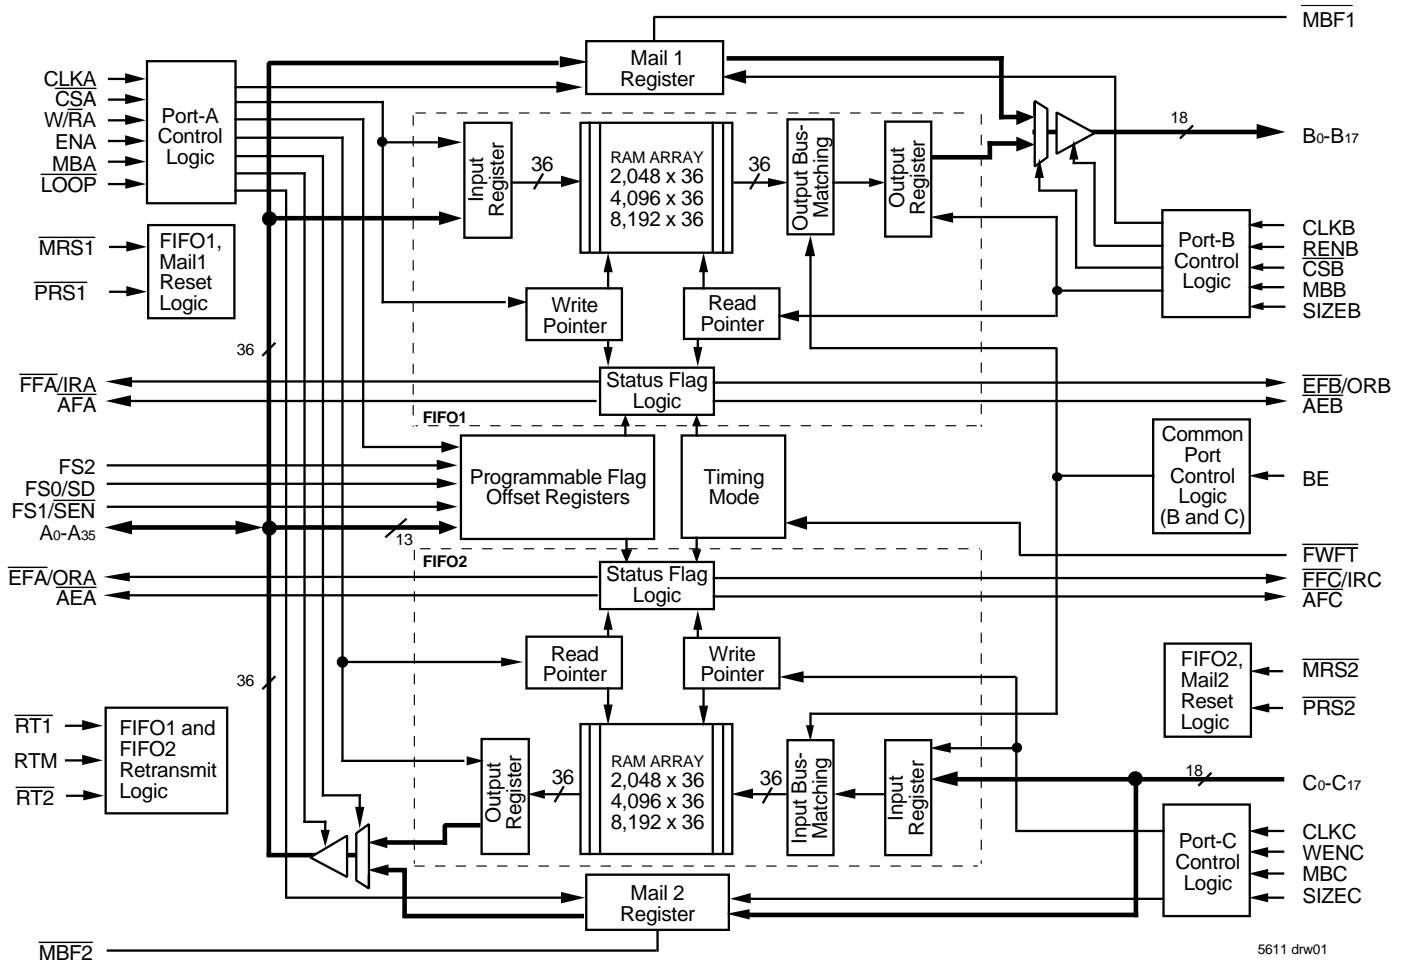 MBF1
Mail 1
Register
CLKA
CSA
W/RA
ENA
MBA
LOOP
Port-A
Control
Logic
18
B0-B17
36
Input
Register
RAM ARRAY
2,048 x 36
4,096 x 36
8,192 x 36
36
Output Bus-
Matching
Output
Register
MRS1
PRS1
FIFO1,
Mail1
Reset
Logic
Port-B
Control
Logic
CLKB
RENB
CSB
MBB
SIZEB
Write
Pointer
Read
Pointer
36
FFA/IRA
AFA
Status Flag
Logic
EFB/ORB
AEB
FIFO1
FS2
FS0/SD
FS1/SEN
A0-A35
Programmable Flag
Offset Registers
Timing
Mode
Common
Port
Control
Logic
(B and C)
BE
13
FIFO2
FWFT
EFA/ORA
AEA
Status Flag
Logic
FFC/IRC
AFC
Read
Pointer
Write
Pointer
36
FIFO2,
Mail2
Reset
Logic
MRS2
PRS2
RT1
RTM
RT2
FIFO1 and
FIFO2
Retransmit
Logic
Output
Register
36
RAM ARRAY
2,048 x 36
4,096 x 36
8,192 x 36
36
Input Bus-
Matching
Input
Register
18
C0-C17
Port-C
Control
Logic
CLKC
WENC
MBC
SIZEC
Mail 2
Register
MBF2
5611 drw01